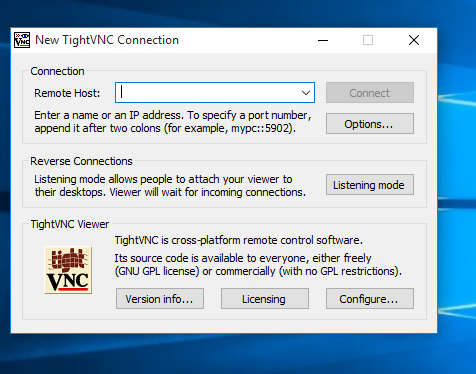 New TightVNC Connection
Connection
Remote Host:
Connect
Enter a name or an IP address. To specify a port number,
append it after two colons (for example, mypc::5902).
Options...
Reverse Connections
Listening mode allows people to attach your viewer to
their desktops. Viewer will wait for incoming connections.
Listening mode
TightVNC Viewer
tight
VNC
TightVNC is cross-platform remote control software.
Its source code is available to everyone, either freely
(GNU GPL license) or commercially (with no GPL restrictions).
Version info...
Licensing
Configure...